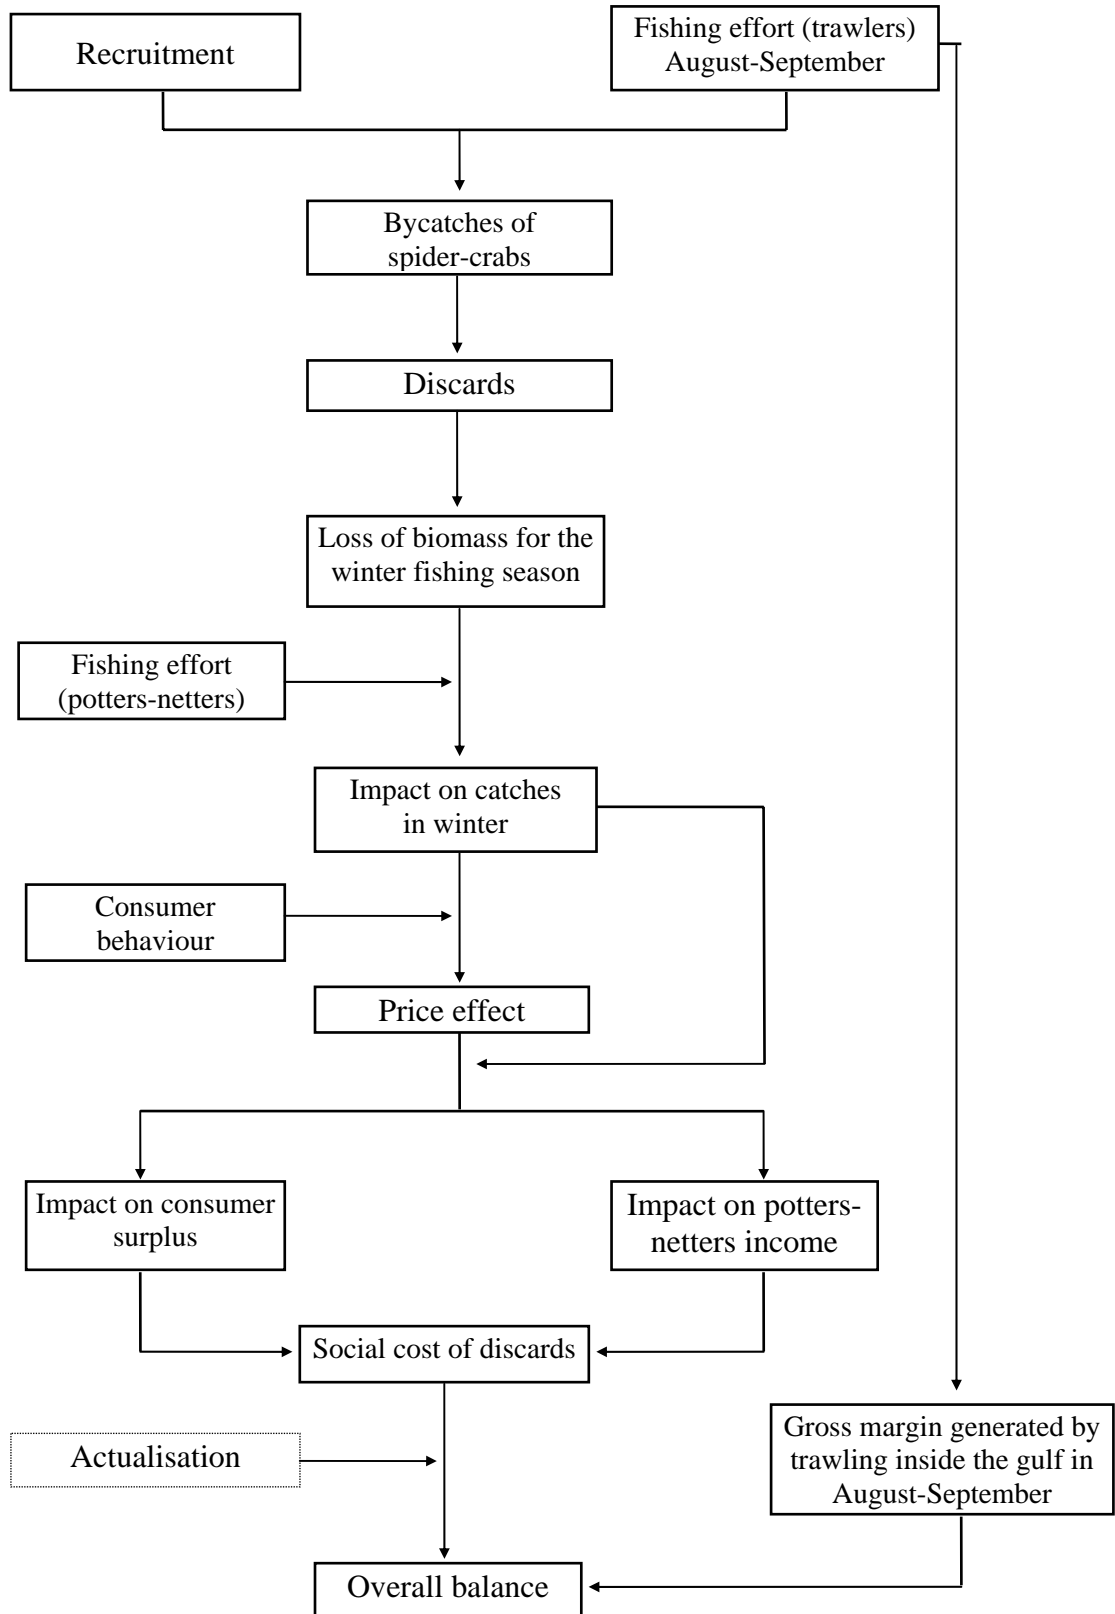 Recruitment
Fishing effort (trawlers)
August-September
Bycatches of
spider-crabs
Discards
Loss of biomass for the
winter fishing season
Fishing effort
(potters-netters)
Impact on catches
in winter
Consumer
behaviour
Price effect
Impact on consumer
surplus
Impact on potters-
netters income
Social cost of discards
Gross margin generated by
trawling inside the gulf in
August-September
Actualisation
Overall balance